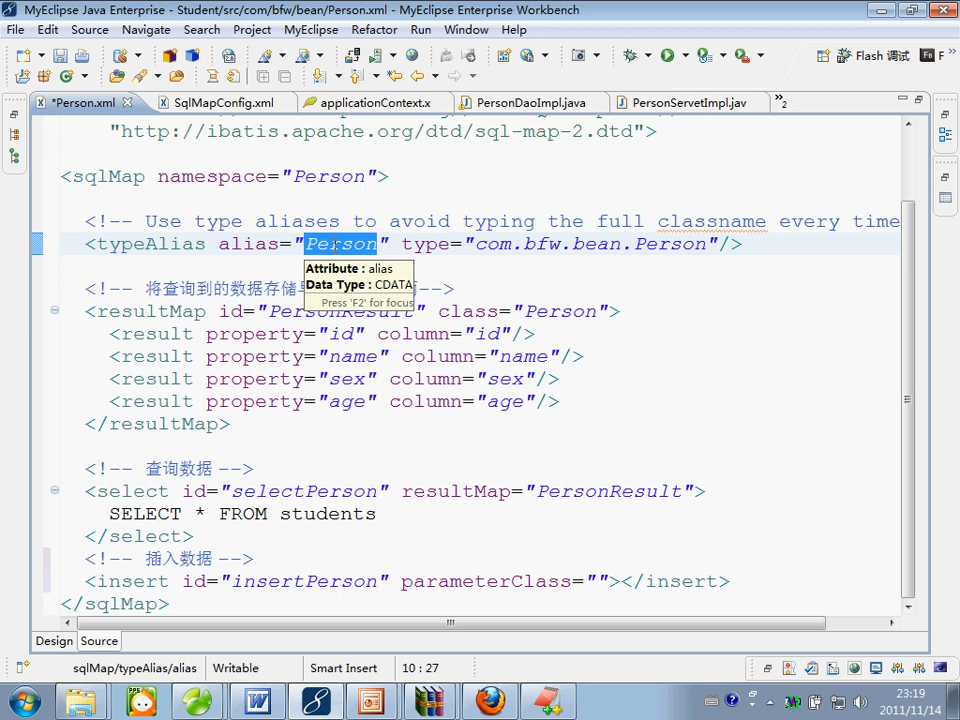 MyEclipse Java Enterprise - Student/src/com/bfw/bean/Person.xml - MyEclipse Enterprise Workbench
File Edit Source Navigate Search Project MyEclipse Refactor Run Window Help
Flash 调试
*Person.xml SqlMapConfig.xml applicationContext.x PersonDaoImpl.java PersonServetImpl.jav »2
"http://ibatis.apache.org/dtd/sql-map-2.dtd">
<sqlMap namespace="Person">
<!-- Use type aliases to avoid typing the full classname every time
<typeAlias alias="Person" type="com.bfw.bean.Person"/>
Attribute : alias
Data Type : CDATA
Press 'F2' for focus
<!-- 将查询到的数据存储 -->
<resultMap id="PersonResult" class="Person">
<result property="id" column="id"/>
<result property="name" column="name"/>
<result property="sex" column="sex"/>
<result property="age" column="age"/>
</resultMap>
<!-- 查询数据 -->
<select id="selectPerson" resultMap="PersonResult">
SELECT * FROM students
</select>
<!-- 插入数据 -->
<insert id="insertPerson" parameterClass=""></insert>
</sqlMap>
Design Source
sqlMap/typeAlias/alias Writable Smart Insert 10 : 27
23:19
2011/11/14